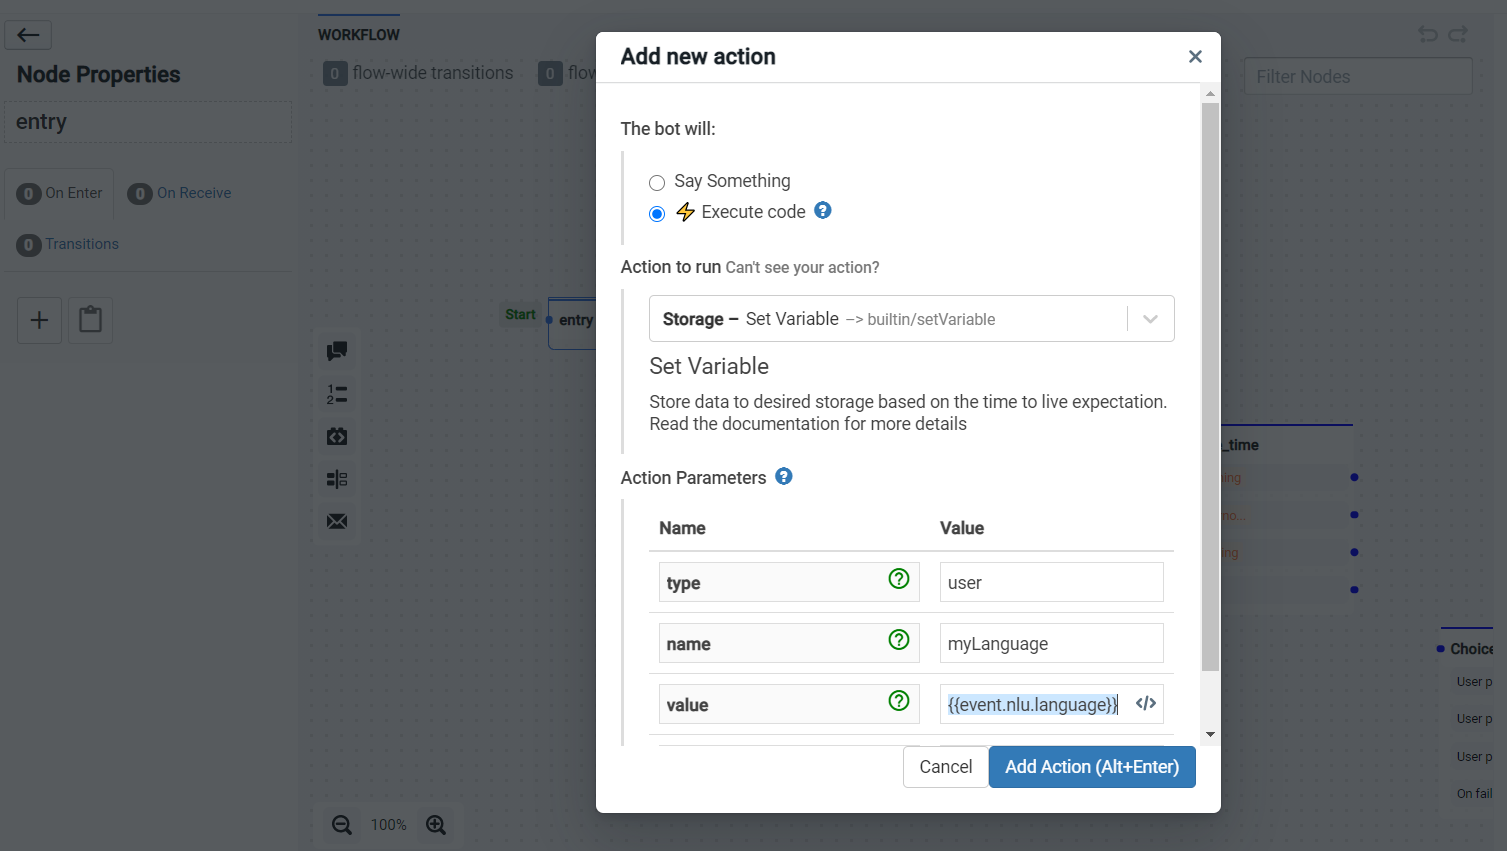 WORKFLOW
Node Properties
0 flow-wide transitions
0
Filter Nodes
entry
0 On Enter
0 On Receive
0 Transitions
Start
entry
100%
Add new action
The bot will:
Say Something
Execute code
Action to run Can't see your action?
Storage – Set Variable --> builtin/setVariable
Set Variable
Store data to desired storage based on the time to live expectation.
Read the documentation for more details
Action Parameters
Name Value
type user
name myLanguage
value {{event.nlu.language}}
Cancel
Add Action (Alt+Enter)
_time
Choice
User p
User p
User p
On fail